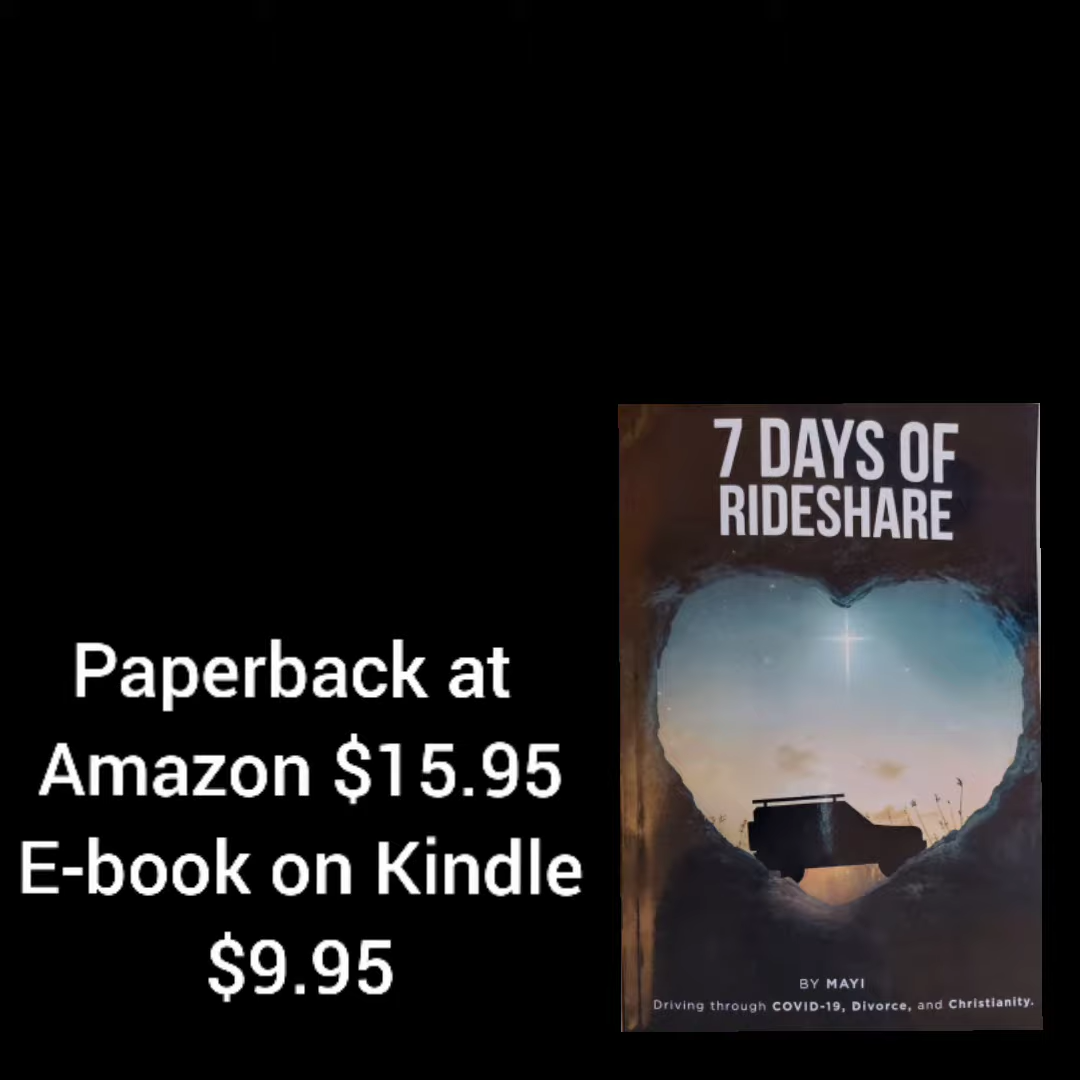 Paperback at
Amazon $15.95
E-book on Kindle
$9.95
7 DAYS OF
RIDESHARE
BY MAYI
Driving through COVID-19, Divorce, and Christianity.